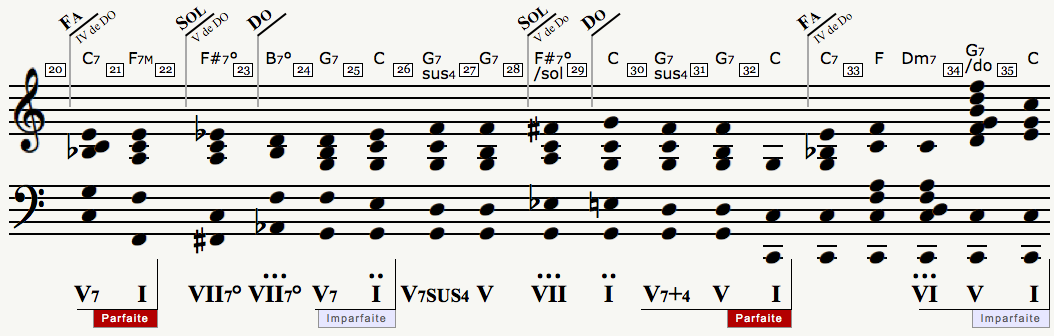 FA SOL DO SOL DO FA
IV de DO V de DO V de Do IV de Do
C7 F7M F#7° B7° G7 C G7 sus4 G7 F#7° /sol C G7 sus4 G7 C7 F Dm7 G7 /do C
20 21 22 23 24 25 26 27 28 29 30 31 32 33 34 35
V7 I VII7° VII7° V7 I V7SUS4 V VII I V7+4 V I VI V I
Parfaite Imparfaite Parfaite Imparfaite